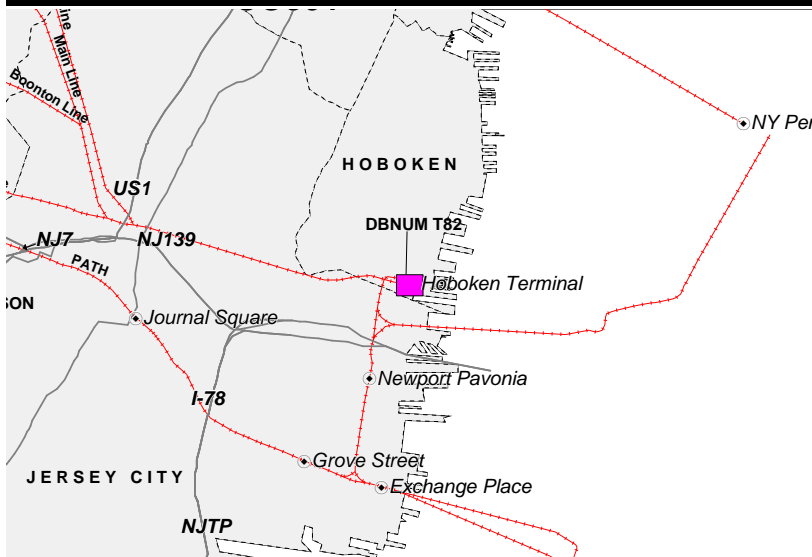 Line
Main Line
Boonton Line
NY Pen
HOBOKEN
US1
DBNUM T82
NJ7
NJ139
PATH
Hoboken Terminal
SON
Journal Square
Newport Pavonia
I-78
Grove Street
JERSEY CITY
Exchange Place
NJTP